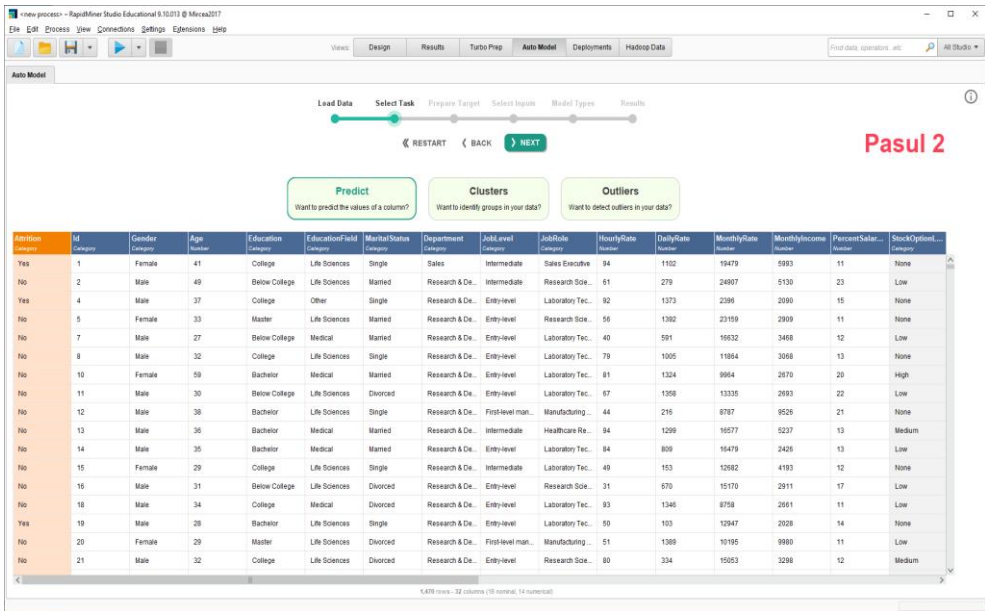 <new process> – RapidMiner Studio Educational 9.10.013 @ Mircea2017
File Edit Process View Connections Settings Extensions Help
Views: Design Results Turbo Prep Auto Model Deployments Hadoop Data Find data, operators...etc All Studio
Auto Model
Load Data Select Task Prepare Target Select Inputs Model Types Results
RESTART BACK NEXT
Pasul 2
Predict Clusters Outliers
Want to predict the values of a column? Want to identify groups in your data? Want to detect outliers in your data?
Attrition Id Gender Age Education EducationField MaritalStatus Department JobLevel JobRole HourlyRate DailyRate MonthlyRate MonthlyIncome PercentSalar... StockOptionL...
Category Category Category Number Category Category Category Category Category Category Number Number Number Number Number Category
Yes 1 Female 41 College Life Sciences Single Sales Intermediate Sales Executive 94 1102 19479 5993 11 None
No 2 Male 49 Below College Life Sciences Married Research & De... Intermediate Research Scie... 61 279 24907 5130 23 Low
Yes 4 Male 37 College Other Single Research & De... Entry-level Laboratory Tec... 92 1373 2396 2090 15 None
No 5 Female 33 Master Life Sciences Married Research & De... Entry-level Research Scie... 56 1392 23159 2909 11 None
No 7 Male 27 Below College Medical Married Research & De... Entry-level Laboratory Tec... 40 591 16632 3468 12 Low
No 8 Male 32 College Life Sciences Single Research & De... Entry-level Laboratory Tec... 79 1005 11864 3068 13 None
No 10 Female 59 Bachelor Medical Married Research & De... Entry-level Laboratory Tec... 81 1324 9964 2670 20 High
No 11 Male 30 Below College Life Sciences Divorced Research & De... Entry-level Laboratory Tec... 67 1358 13335 2693 22 Low
No 12 Male 38 Bachelor Life Sciences Single Research & De... First-level man... Manufacturing ... 44 216 8787 9526 21 None
No 13 Male 36 Bachelor Medical Married Research & De... Intermediate Healthcare Re... 94 1299 16577 5237 13 Medium
No 14 Male 35 Bachelor Medical Married Research & De... Entry-level Laboratory Tec... 84 809 16479 2426 13 Low
No 15 Female 29 College Life Sciences Single Research & De... Intermediate Laboratory Tec... 49 153 12682 4193 12 None
No 16 Male 31 Below College Life Sciences Divorced Research & De... Entry-level Research Scie... 31 670 15170 2911 17 Low
No 18 Male 34 College Medical Divorced Research & De... Entry-level Laboratory Tec... 93 1346 8758 2661 11 Low
Yes 19 Male 28 Bachelor Life Sciences Single Research & De... Entry-level Laboratory Tec... 50 103 12947 2028 14 None
No 20 Female 29 Master Life Sciences Divorced Research & De... First-level man... Manufacturing ... 51 1389 10195 9980 11 Low
No 21 Male 32 College Life Sciences Divorced Research & De... Entry-level Research Scie... 80 334 15053 3298 12 Medium
1,470 rows - 32 columns (18 nominal, 14 numerical)